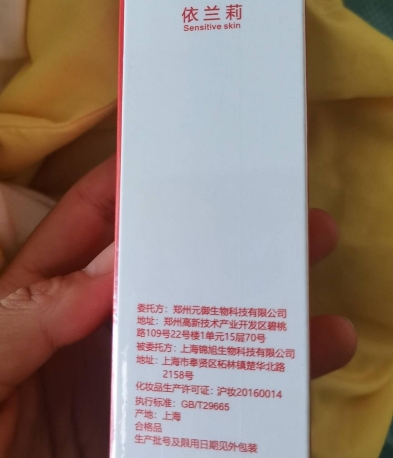 依兰莉
Sensitive skin
委托方：郑州元御生物科技有限公司
地址：郑州高新技术产业开发区碧桃
路109号22号楼1单元15层70号
被委托方：上海锦旭生物科技有限公司
地址：上海市奉贤区柘林镇楚华北路
2158号
化妆品生产许可证：沪妆20160014
执行标准：GB/T29665
产地：上海
合格品
生产批号及限用日期见外包装